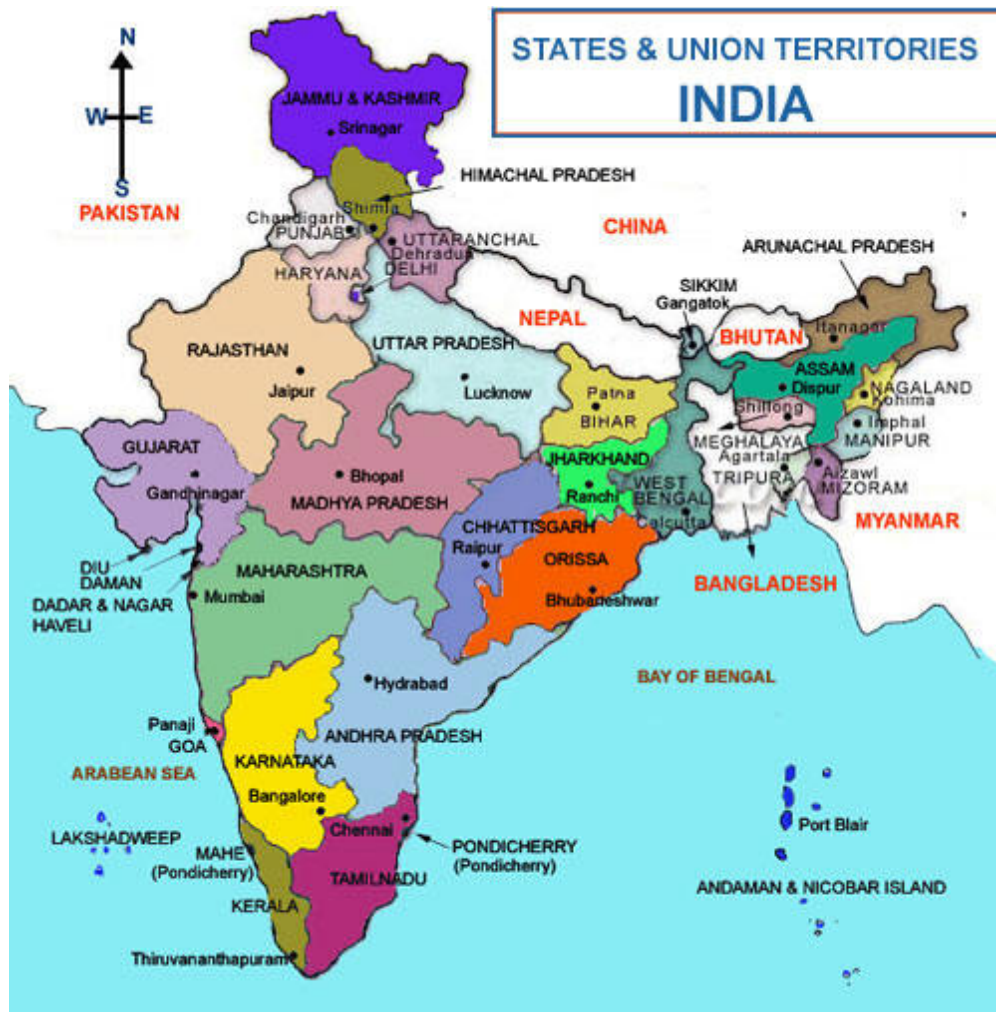 STATES & UNION TERRITORIES
INDIA
N
W
E
S
JAMMU & KASHMIR
Srinagar
HIMACHAL PRADESH
PAKISTAN
Shimla
Chandigarh
PUNJAB
CHINA
UTTARANCHAL
Dehradun
DELHI
HARYANA
ARUNACHAL PRADESH
SIKKIM
Gangatok
NEPAL
BHUTAN
Itanagar
RAJASTHAN
UTTAR PRADESH
ASSAM
Jaipur
Lucknow
Patna
Dispur
NAGALAND
Kohima
Shillong
BIHAR
Imphal
GUJARAT
MEGHALAYA
MANIPUR
Agartala
JHARKHAND
Bhopal
WEST
BENGAL
TRIPURA
Aizawl
MIZORAM
Gandhinagar
Ranchi
MADHYA PRADESH
CHHATTISGARH
Calcutta
MYANMAR
Raipur
ORISSA
DIU
DAMAN
DADAR & NAGAR
HAVELI
MAHARASHTRA
BANGLADESH
Mumbai
Bhubaneshwar
BAY OF BENGAL
Hydrabad
Panaji
GOA
ANDHRA PRADESH
KARNATAKA
ARABEAN SEA
Bangalore
Port Blair
Chennai
LAKSHADWEEP
PONDICHERRY
(Pondicherry)
MAHE
(Pondicherry)
TAMILNADU
ANDAMAN & NICOBAR ISLAND
KERALA
Thiruvananthapuram